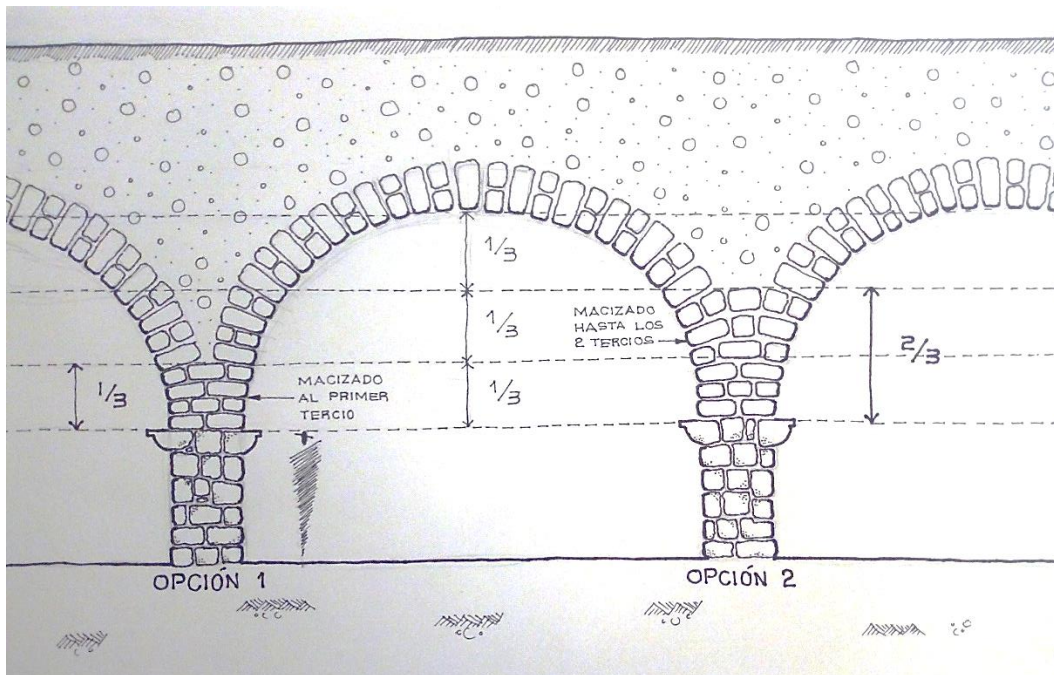 1/3
1/3
1/3
1/3
2/3
MACIZADO
AL PRIMER
TERCIO
MACIZADO
HASTA LOS
2 TERCIOS
OPCIÓN 1
OPCIÓN 2